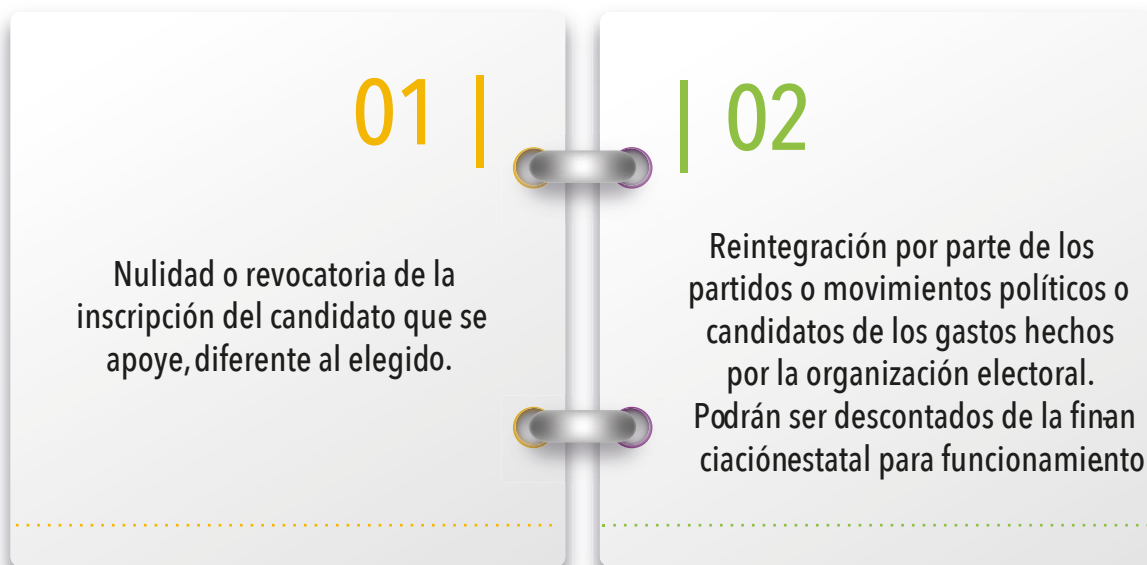 01
Nulidad o revocatoria de la
inscripción del candidato que se
apoye, diferente al elegido.
02
Reintegración por parte de los
partidos o movimientos políticos o
candidatos de los gastos hechos
por la organización electoral.
Podrán ser descontados de la finan-
ciaciónestatal para funcionamiento.